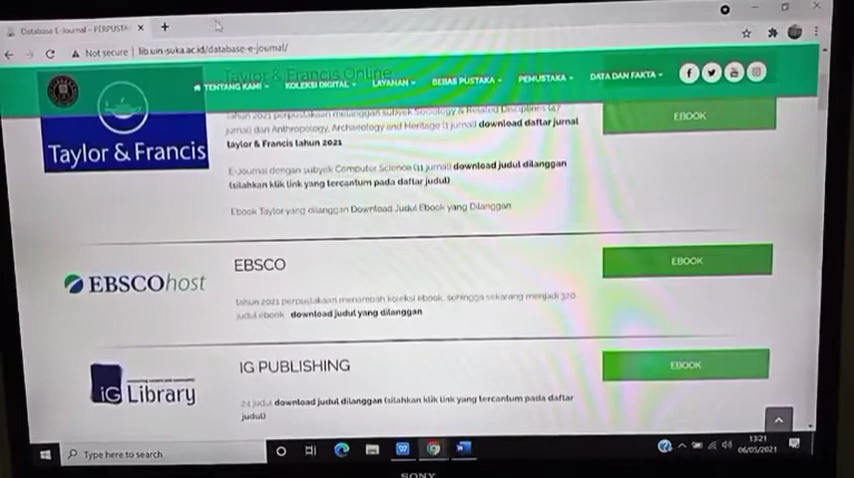 Database E-Journal – PERPUSTA
Not secure | lib.uin-suka.ac.id/database-e-journal/
Taylor & Francis Online
TENTANG KAMI
KOLEKSI DIGITAL
LAYANAN
BEBAS PUSTAKA
PEMUSTAKA
DATA DAN FAKTA
Taylor & Francis
tahun 2021 perpustakaan melanggan subyek Sociology & Related Disciplines (47
jurnal) dan Anthropology, Archaeology and Heritage (1 jurnal) download daftar jurnal
taylor & Francis tahun 2021
E-Journal dengan subyek Computer Science (11 jurnal) download judul dilanggan
(silahkan klik link yang tercantum pada daftar judul)
Ebook Taylor yang dilanggan Download Judul Ebook yang Dilanggan
EBOOK
EBSCOhost
EBSCO
tahun 2021 perpustakaan menambah koleksi ebook, sehingga sekarang menjadi 320
judul ebook download judul yang dilanggan
EBOOK
iG Library
IG PUBLISHING
24 judul download judul dilanggan (silahkan klik link yang tercantum pada daftar
judul)
EBOOK
Type here to search
13:21
06/05/2021
SONY